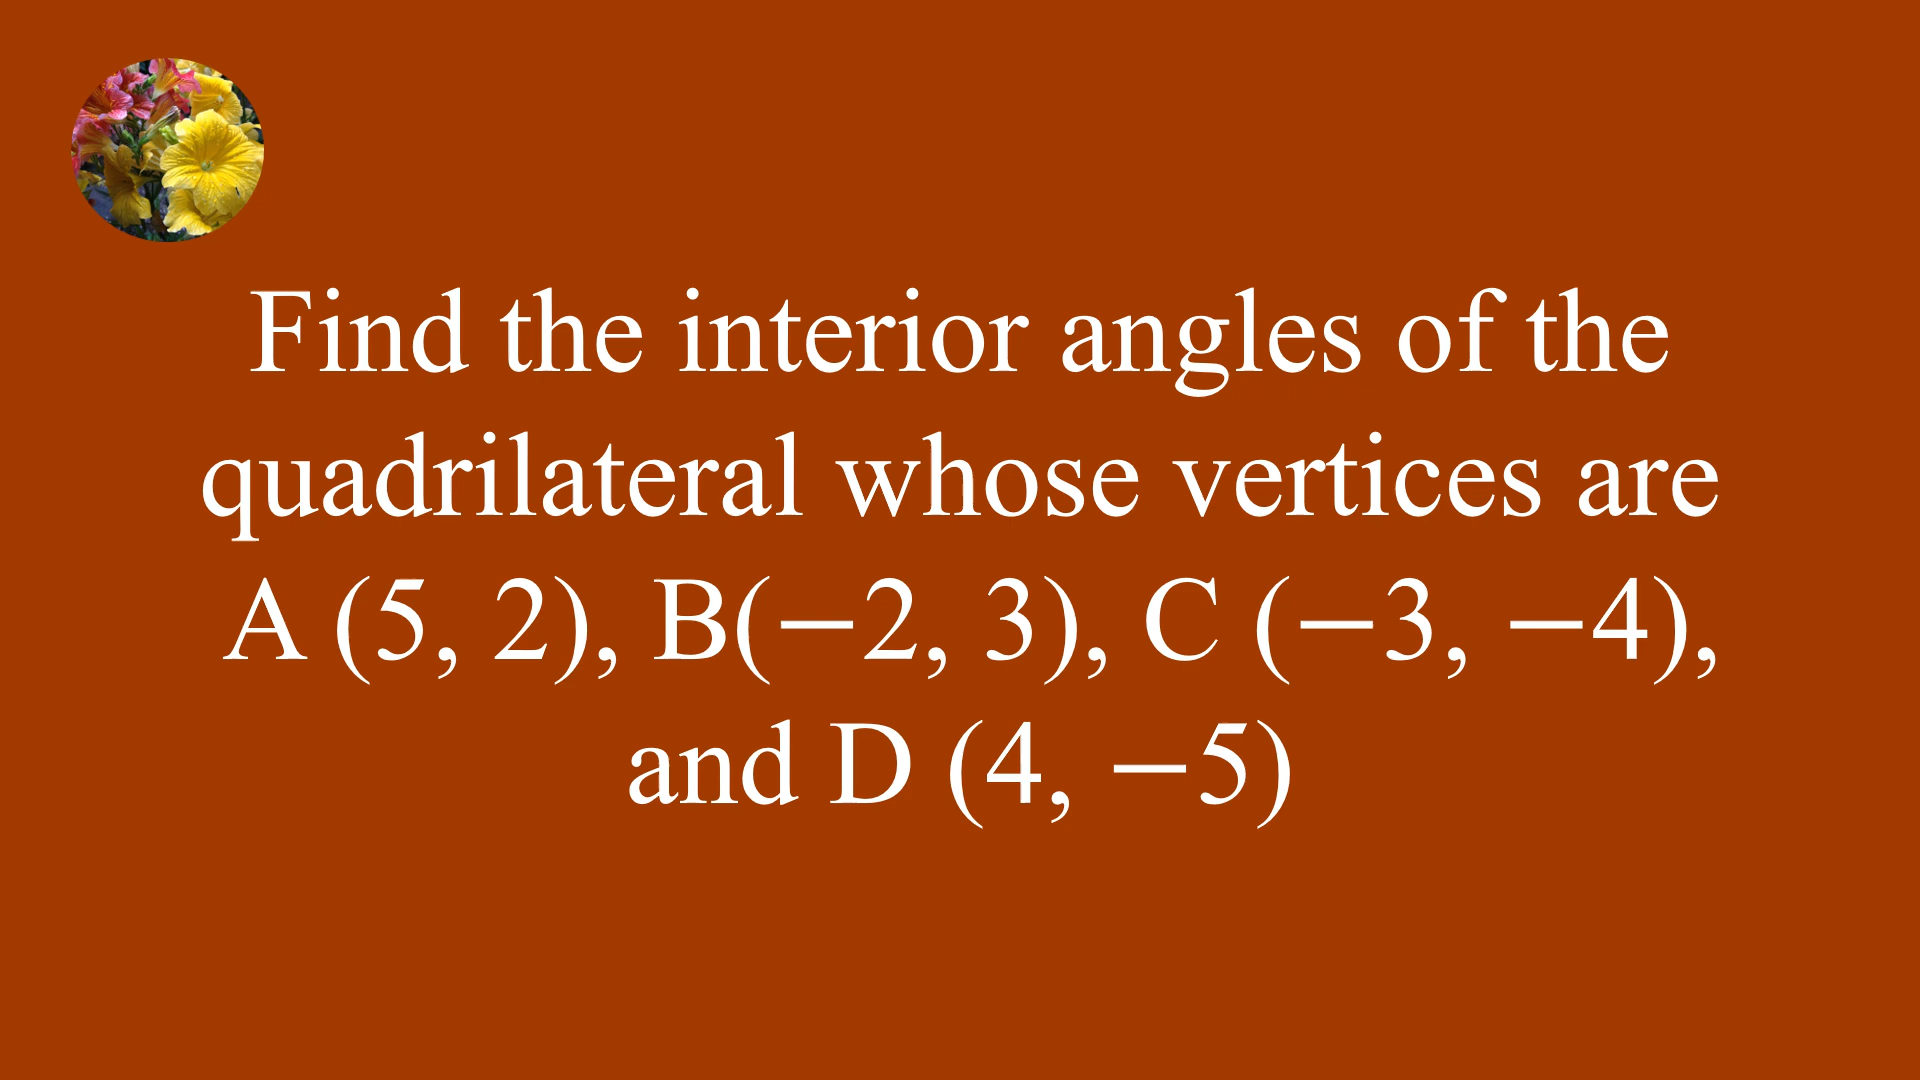 Find the interior angles of the
quadrilateral whose vertices are
A (5, 2), B(−2, 3), C (−3, −4),
and D (4, −5)